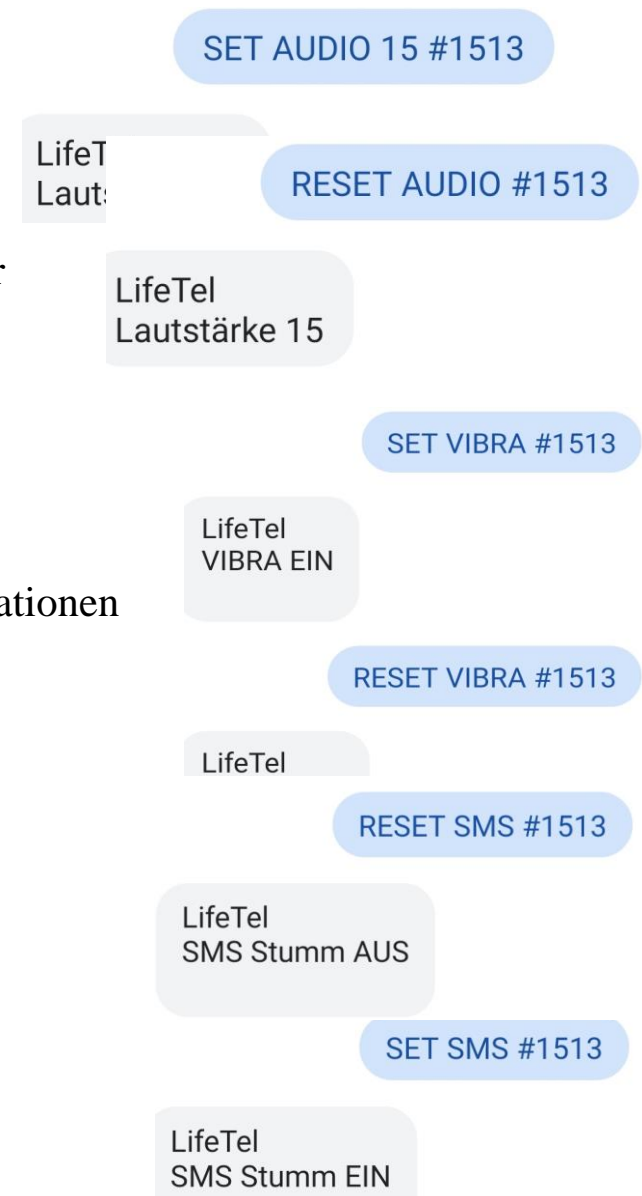 SET AUDIO 15 #1513
RESET AUDIO #1513
r
LifeTel
Lautstärke 15
SET VIBRA #1513
LifeTel
VIBRA EIN
ationen
RESET VIBRA #1513
LifeTel
RESET SMS #1513
LifeTel
SMS Stumm AUS
SET SMS #1513
LifeTel
SMS Stumm EIN